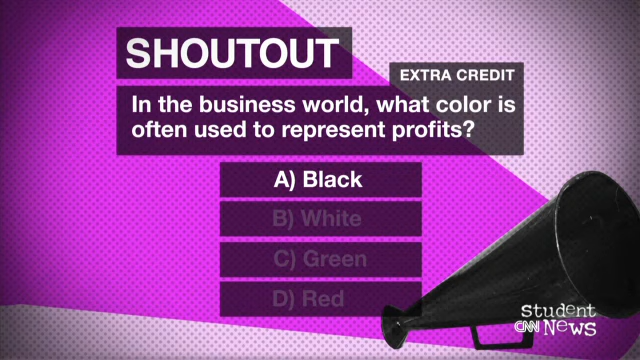 SHOUTOUT
EXTRA CREDIT
In the business world, what color is
often used to represent profits?
A) Black
B) White
C) Green
D) Red
student
CNN NeWS